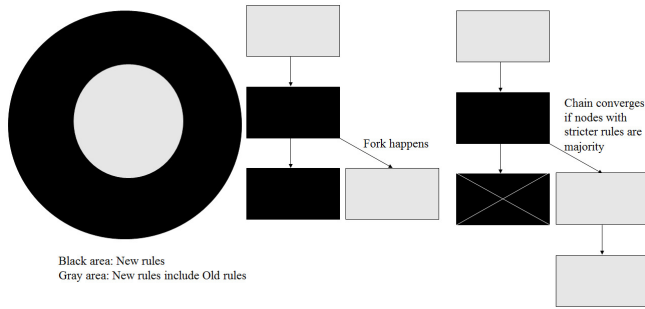 Fork happens
Chain converges
if nodes with
stricter rules are
majority
Black area: New rules
Gray area: New rules include Old rules